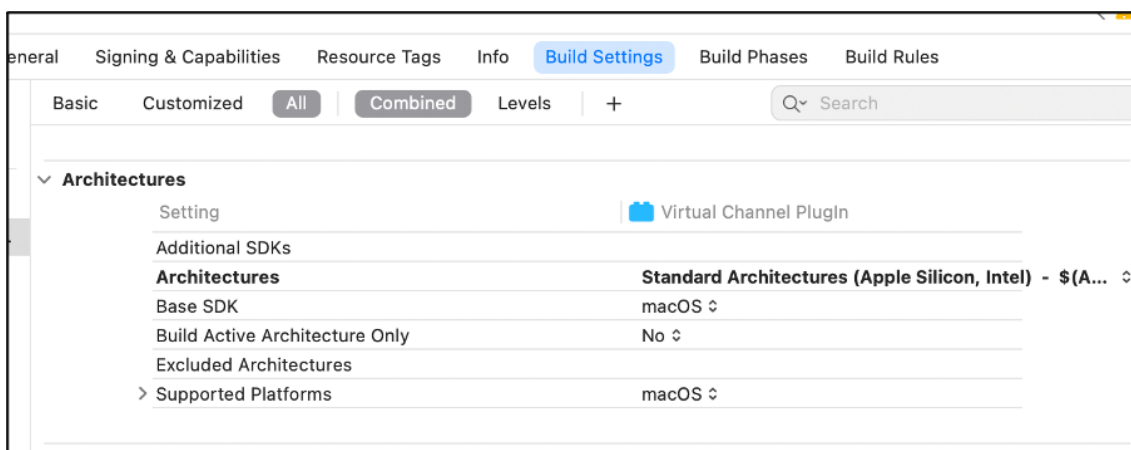 eneral Signing & Capabilities Resource Tags Info Build Settings Build Phases Build Rules
Basic Customized All Combined Levels + Search
Architectures
Setting Virtual Channel PlugIn
Additional SDKs
Architectures Standard Architectures (Apple Silicon, Intel) - $(A...
Base SDK macOS
Build Active Architecture Only No
Excluded Architectures
Supported Platforms macOS